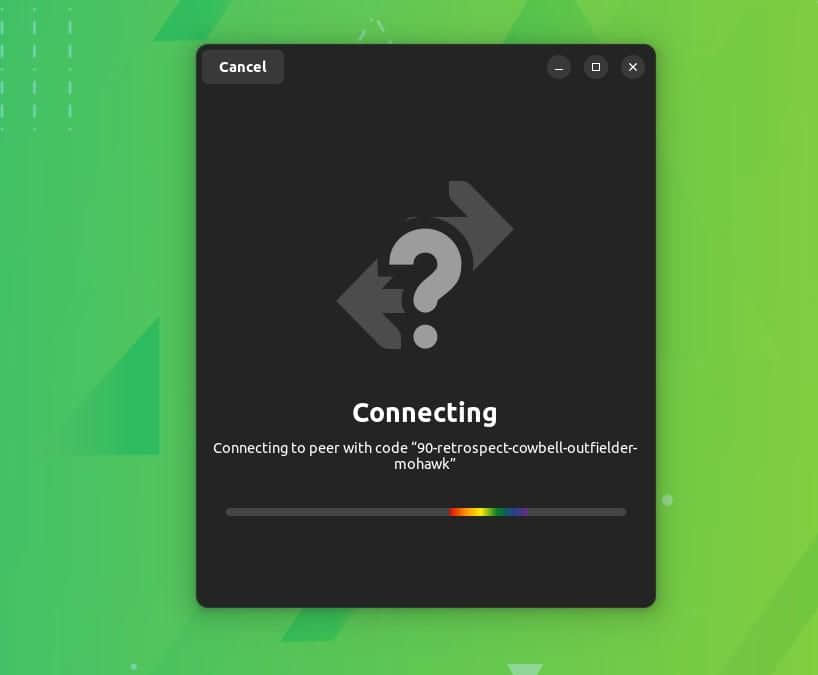 Cancel
Connecting
Connecting to peer with code “90-retrospect-cowbell-outfielder-
mohawk”